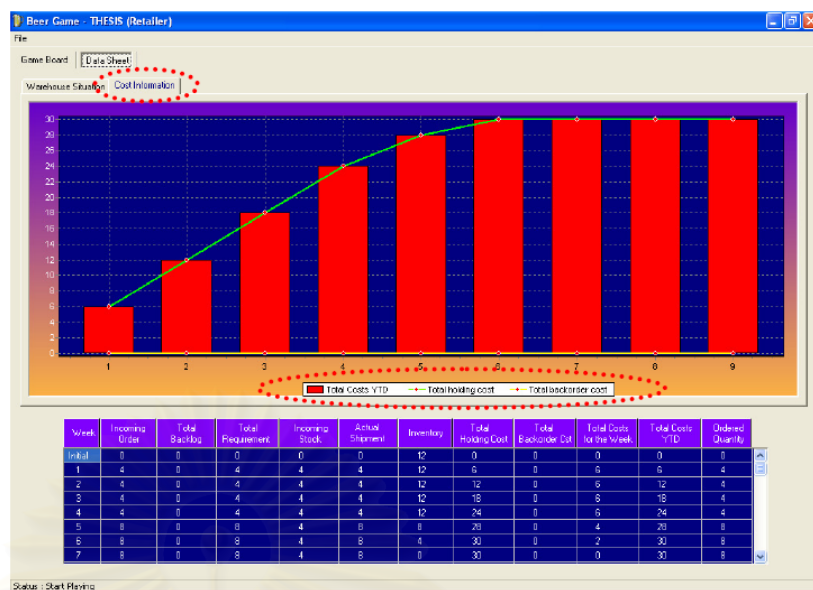 Beer Game - THESIS (Retailer)
File
Game Board Data Sheet
Warehouse Situation Cost Information
30
28
26
24
22
20
18
16
14
12
10
8
6
4
2
0
1 2 3 4 5 6 7 8 9
Total Costs YTD Total holding cost Total backorder cost
Week Incoming Order Total Backlog Total Requirement Incoming Stock Actual Shipment Inventory Total Holding Cost Total Backorder Cst Total Costs for the Week Total Costs YTD Ordered Quantity
Initial 0 0 0 0 0 12 0 0 0 0 0
1 4 0 4 4 4 12 6 0 6 6 4
2 4 0 4 4 4 12 12 0 6 12 4
3 4 0 4 4 4 12 18 0 6 18 4
4 4 0 4 4 4 12 24 0 6 24 4
5 8 0 8 4 8 8 28 0 4 28 8
6 8 0 8 4 8 4 30 0 2 30 8
7 8 0 8 4 8 0 30 0 0 30 8
Status : Start Playing